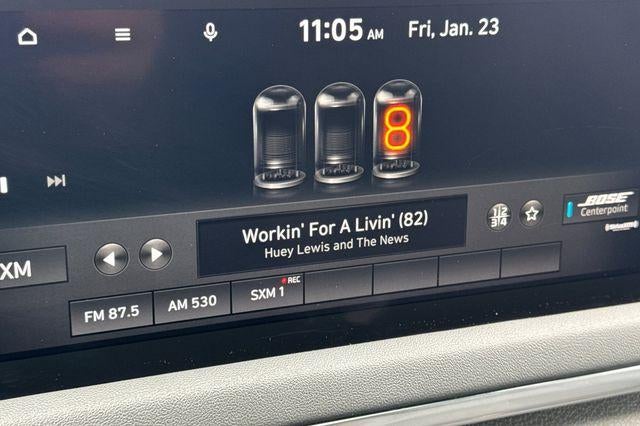 11:05 AM Fri, Jan. 23
8
Workin' For A Livin' (82)
Huey Lewis and The News
1 2
3 4
BOSE
Centerpoint
XM
REC
FM 87.5 AM 530 SXM 1